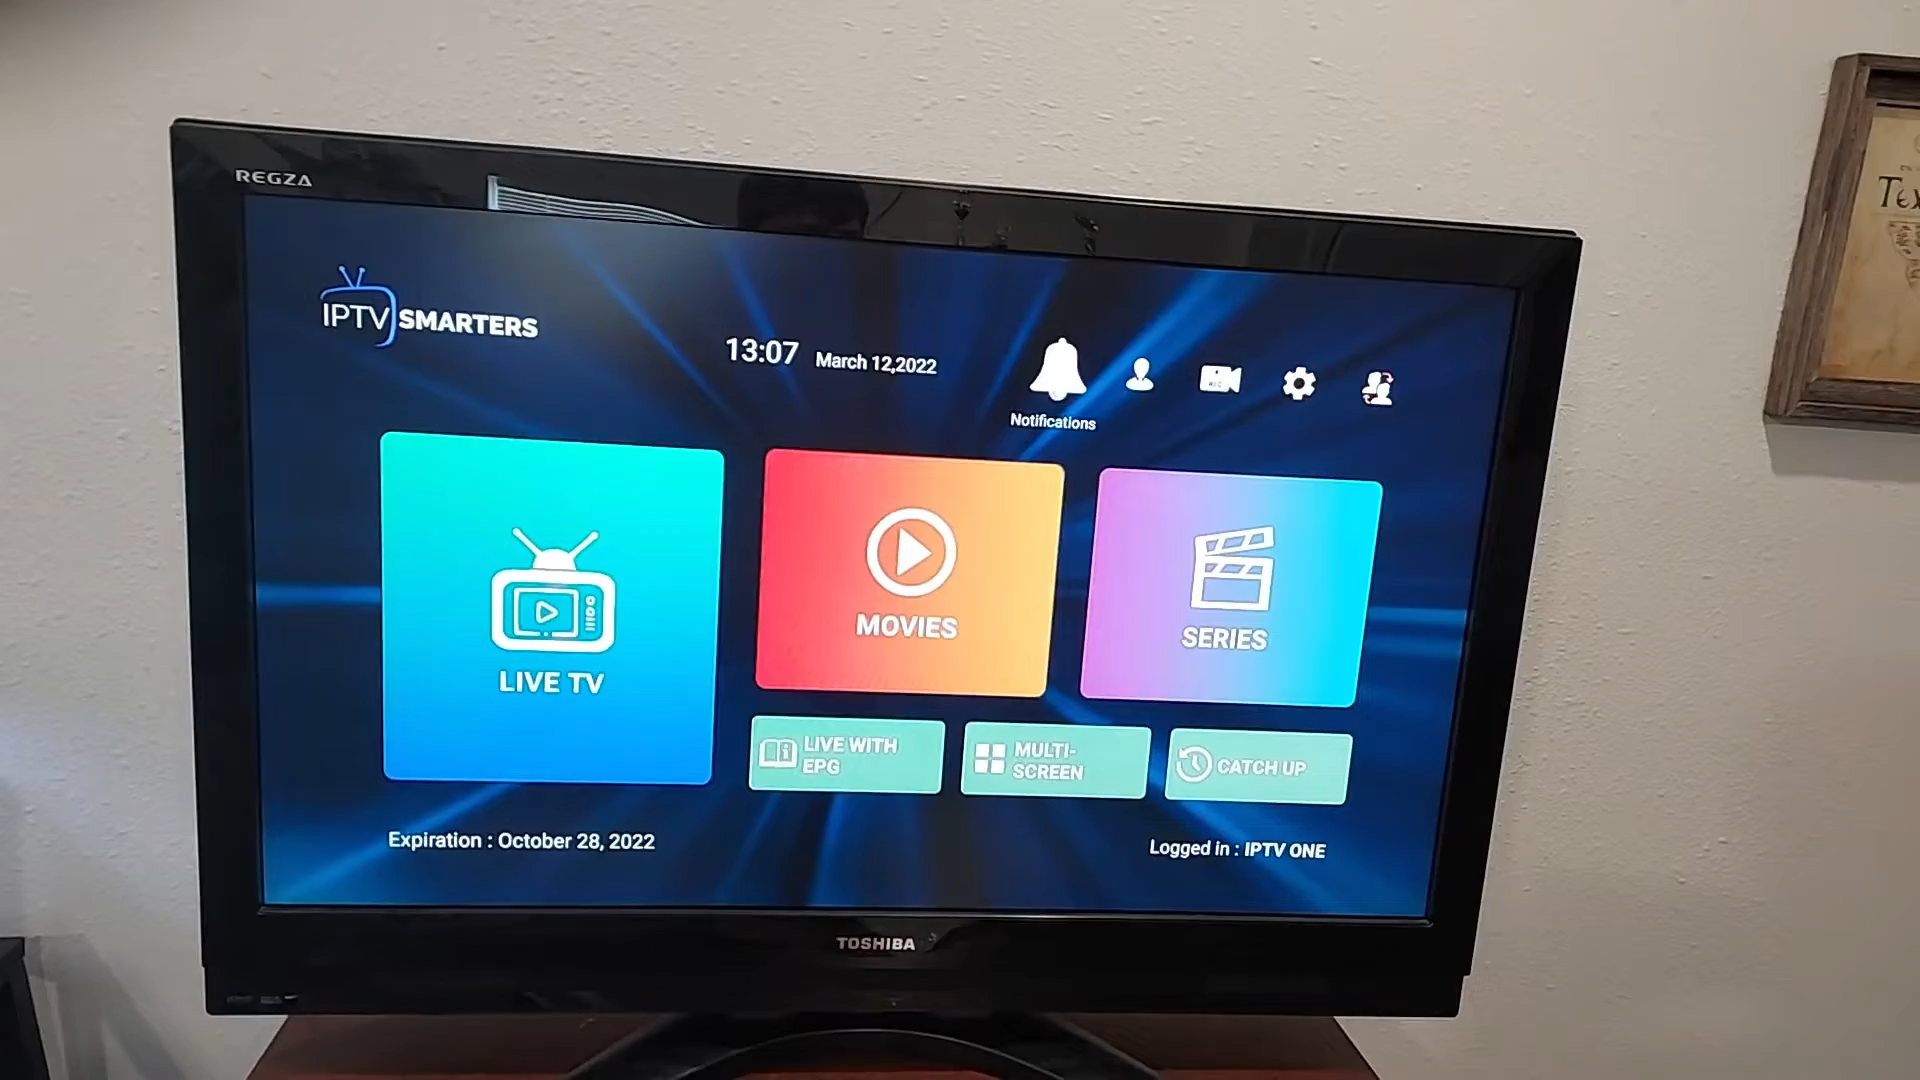 REGZA
IPTV SMARTERS
13:07 March 12,2022
REC
Notifications
LIVE TV
MOVIES
SERIES
LIVE WITH
EPG
MULTI-
SCREEN
CATCH UP
Expiration : October 28, 2022
Logged in : IPTV ONE
TOSHIBA